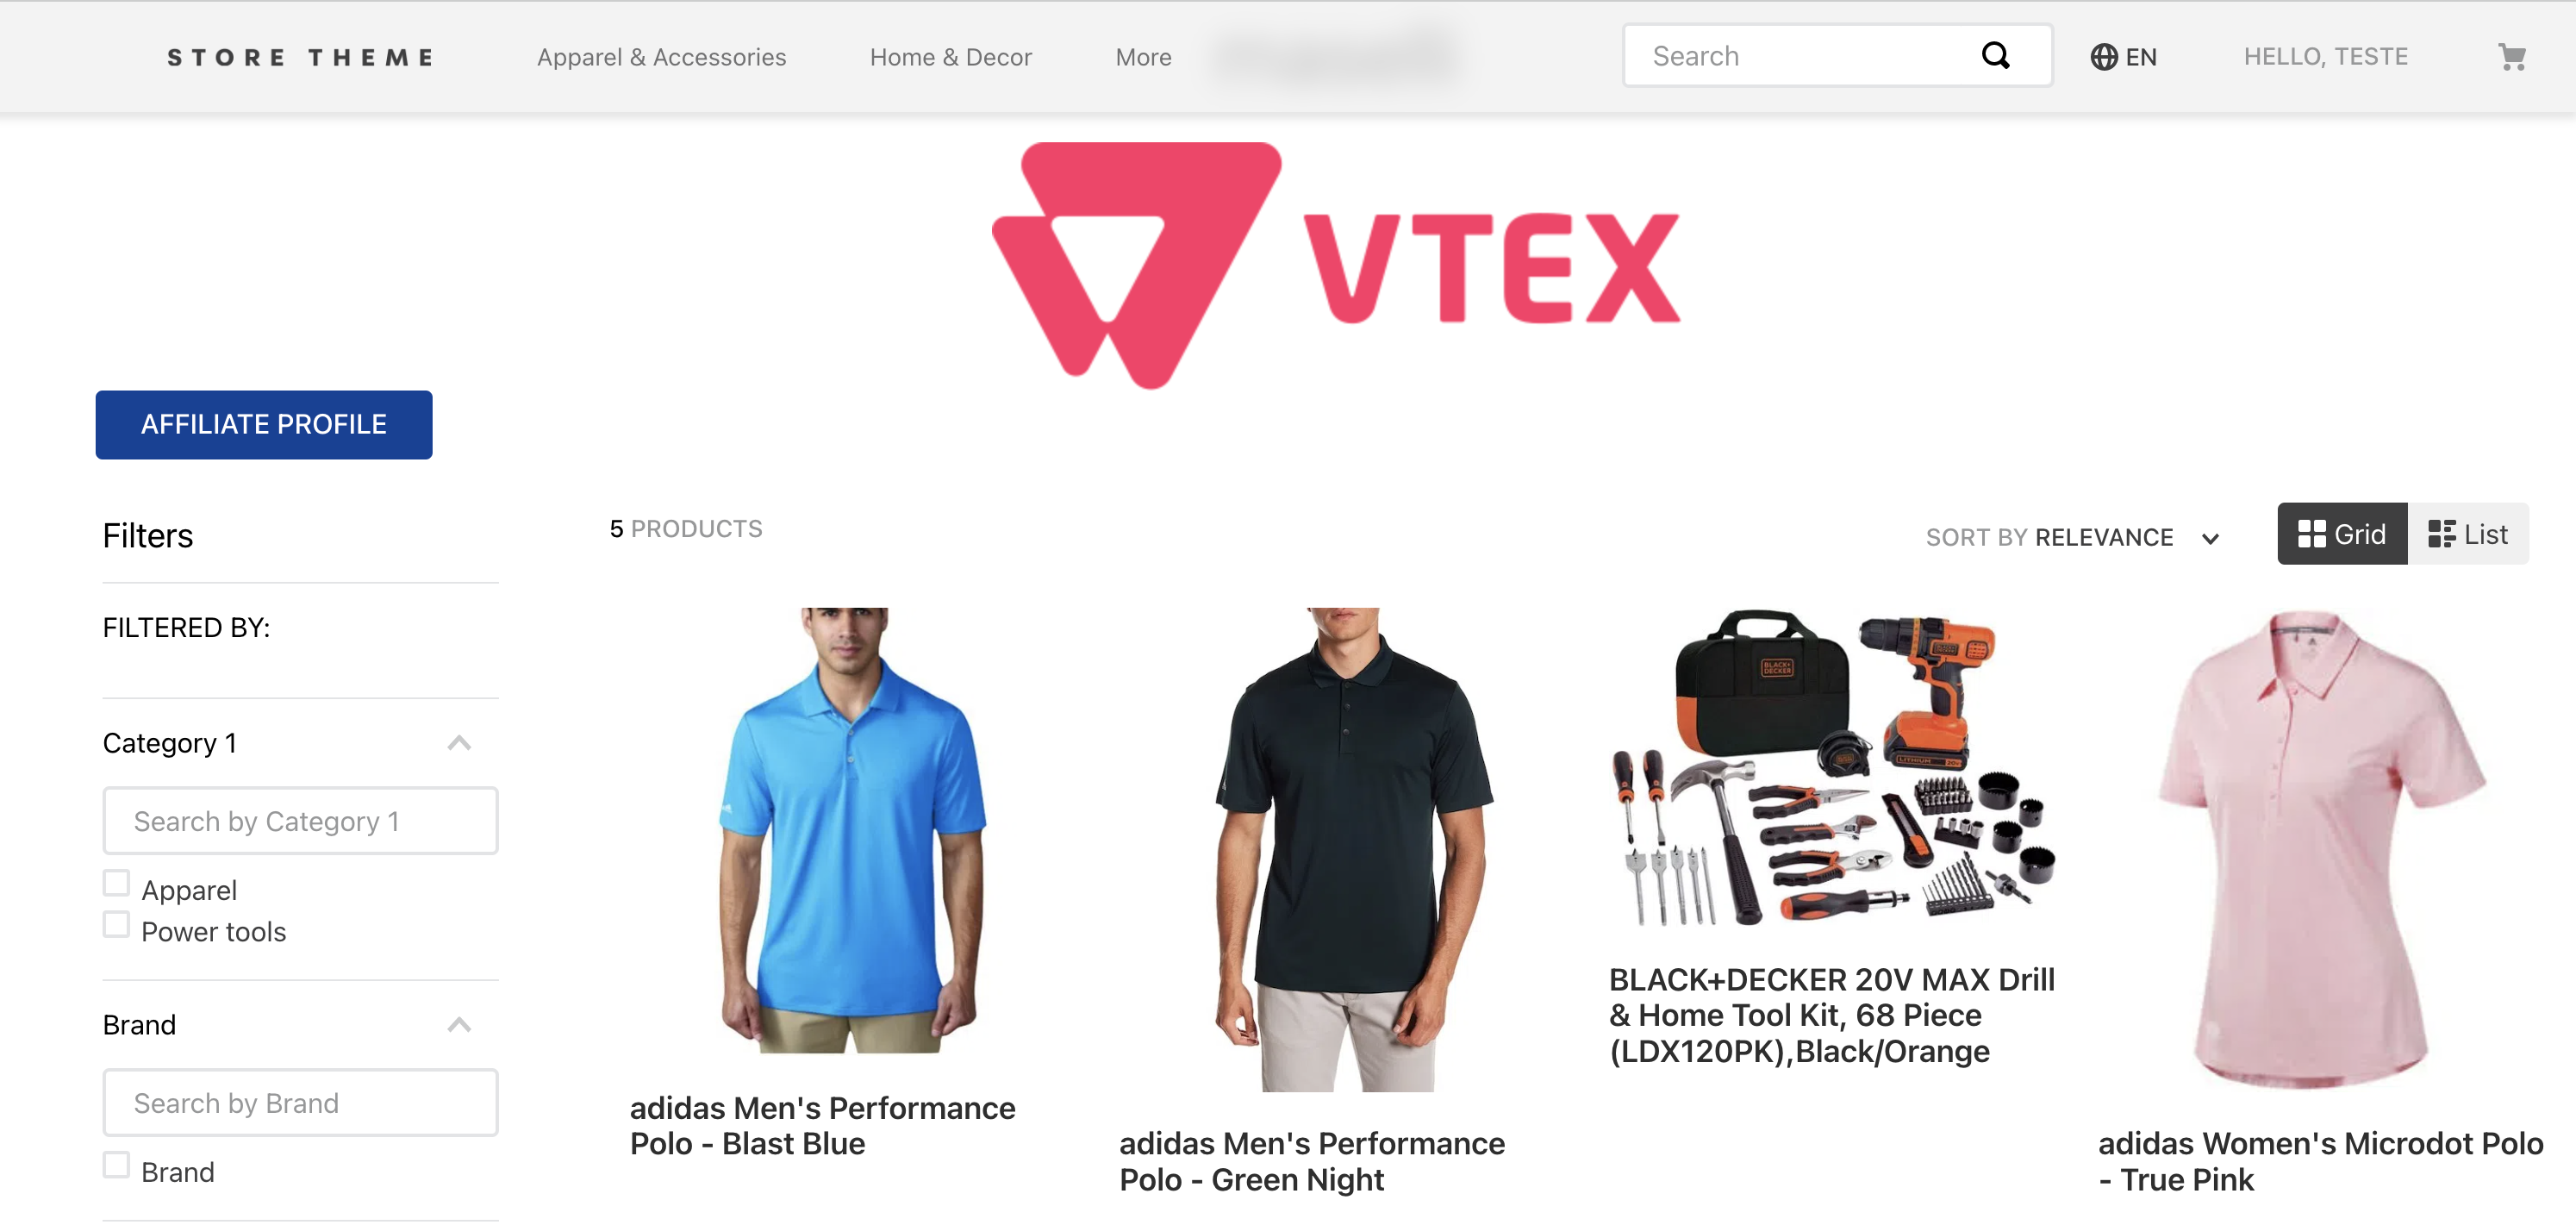 STORE THEME
Apparel & Accessories
Home & Decor
More
Search
EN
HELLO, TESTE
VTEX
AFFILIATE PROFILE
Filters
5 PRODUCTS
SORT BY RELEVANCE
Grid
List
FILTERED BY:
Category 1
Search by Category 1
Apparel
Power tools
Brand
Search by Brand
Brand
BLACK+
DECKER
LITHIUM
adidas Men's Performance
Polo - Blast Blue
adidas Men's Performance
Polo - Green Night
BLACK+DECKER 20V MAX Drill
& Home Tool Kit, 68 Piece
(LDX120PK),Black/Orange
adidas Women's Microdot Polo
- True Pink